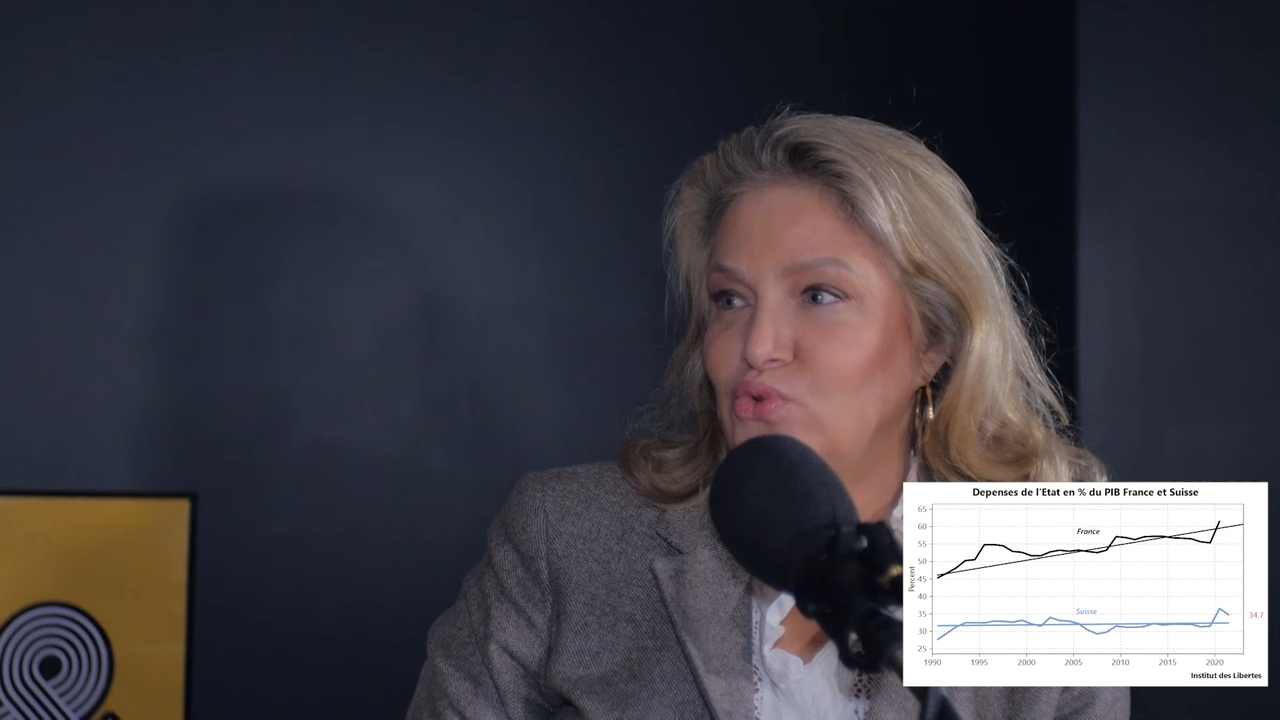 Depenses de l'Etat en % du PIB France et Suisse
65
60
55
50
45
40
35
30
25
Percent
France
Suisse
34.7
1990 1995 2000 2005 2010 2015 2020
Institut des Libertes